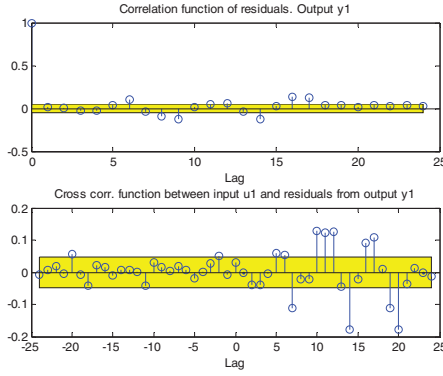 Correlation function of residuals. Output y1
1
0.5
0
-0.5
0 5 10 15 20 25
Lag
Cross corr. function between input u1 and residuals from output y1
0.2
0.1
0
-0.1
-0.2
-25 -20 -15 -10 -5 0 5 10 15 20 25
Lag